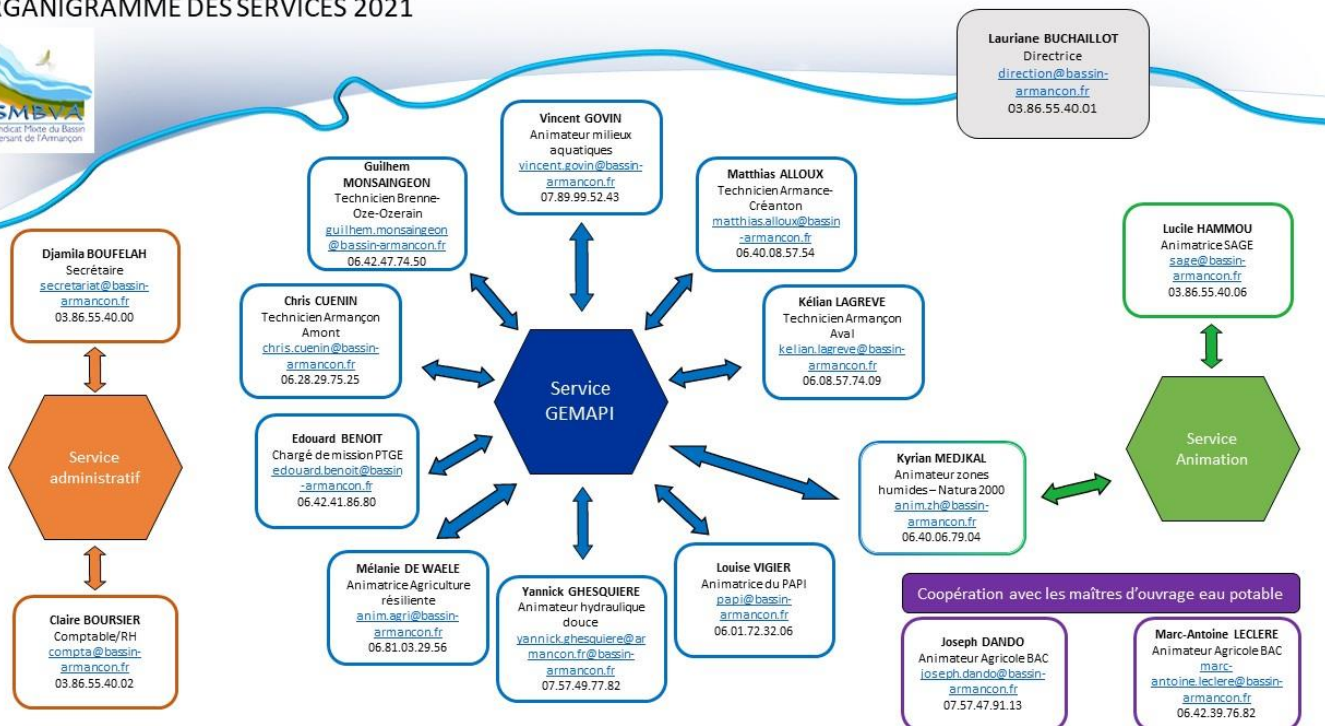 RGANIGRAMME DES SERVICES 2021
SMBVA
ndicat Mixte du Bassin
ersant de l'Armançon
Lauriane BUCHAILLOT
Directrice
direction@bassin-
armancon.fr
03.86.55.40.01
Vincent GOVIN
Animateur milieux
aquatiques
vincent.govin@bassin-
armancon.fr
07.89.99.52.43
Guilhem
MONSAINGEON
Technicien Brenne-
Oze-Ozerain
guilhem.monsaingeon
@bassin-armancon.fr
06.42.47.74.50
Matthias ALLOUX
Technicien Armance-
Créanton
matthias.alloux@bassin
-armancon.fr
06.40.08.57.54
Djamila BOUFELAH
Secrétaire
secretariat@bassin-
armancon.fr
03.86.55.40.00
Lucile HAMMOU
Animatrice SAGE
sage@bassin-
armancon.fr
03.86.55.40.06
Chris CUENIN
Technicien Armançon
Amont
chris.cuenin@bassin-
armancon.fr
06.28.29.75.25
Kélian LAGREVE
Technicien Armançon
Aval
kelian.lagreve@bassin-
armancon.fr
06.08.57.74.09
Service
GEMAPI
Service
administratif
Service
Animation
Edouard BENOIT
Chargé de mission PTGE
edouard.benoit@bassin
-armancon.fr
06.42.41.86.80
Kyrian MEDJKAL
Animateur zones
humides – Natura 2000
anim.zh@bassin-
armancon.fr
06.40.06.79.04
Mélanie DE WAELE
Animatrice Agriculture
résiliente
anim.agri@bassin-
armancon.fr
06.81.03.29.56
Yannick GHESQUIERE
Animateur hydraulique
douce
yannick.ghesquiere@ar
mancon.fr@bassin-
armancon.fr
07.57.49.77.82
Louise VIGIER
Animatrice du PAPI
papi@bassin-
armancon.fr
06.01.72.32.06
Claire BOURSIER
Comptable/RH
compta@bassin-
armancon.fr
03.86.55.40.02
Coopération avec les maîtres d'ouvrage eau potable
Joseph DANDO
Animateur Agricole BAC
joseph.dando@bassin-
armancon.fr
07.57.47.91.13
Marc-Antoine LECLERE
Animateur Agricole BAC
marc-
antoine.leclere@bassin-
armancon.fr
06.42.39.76.82